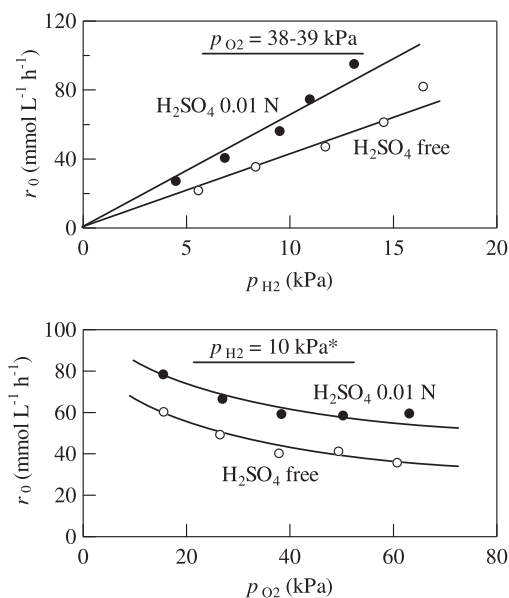 120
p O2 = 38-39 kPa
80
H2SO4 0.01 N
40
H2SO4 free
0
r0 (mmol L-1 h-1)
0 5 10 15 20
p H2 (kPa)
100
p H2 = 10 kPa*
80
H2SO4 0.01 N
60
40
H2SO4 free
20
0
r0 (mmol L-1 h-1)
0 20 40 60 80
p O2 (kPa)